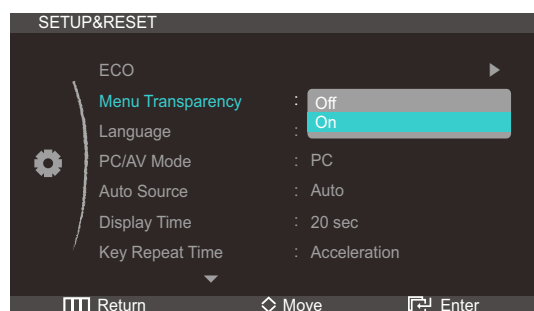 SETUP&RESET
ECO
Menu Transparency : Off
On
Language :
PC/AV Mode : PC
Auto Source : Auto
Display Time : 20 sec
Key Repeat Time : Acceleration
Return Move Enter